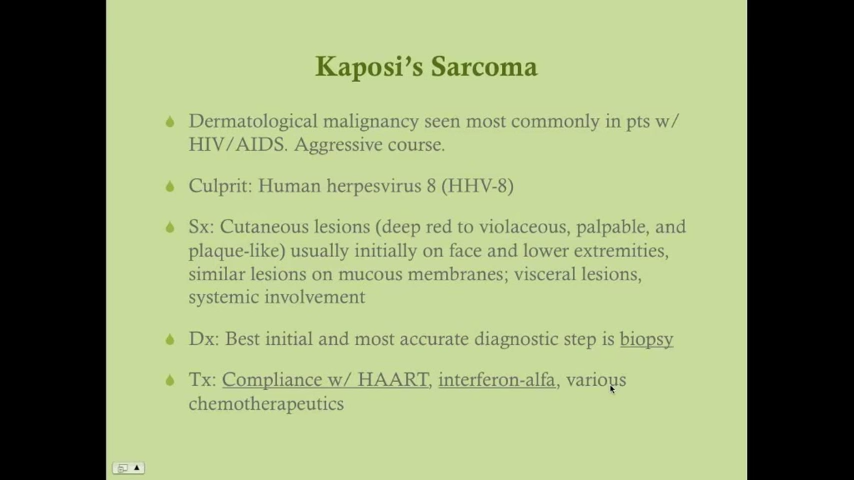 Kaposi's Sarcoma
Dermatological malignancy seen most commonly in pts w/
HIV/AIDS. Aggressive course.
Culprit: Human herpesvirus 8 (HHV-8)
Sx: Cutaneous lesions (deep red to violaceous, palpable, and
plaque-like) usually initially on face and lower extremities,
similar lesions on mucous membranes; visceral lesions,
systemic involvement
Dx: Best initial and most accurate diagnostic step is biopsy
Tx: Compliance w/ HAART, interferon-alfa, various
chemotherapeutics